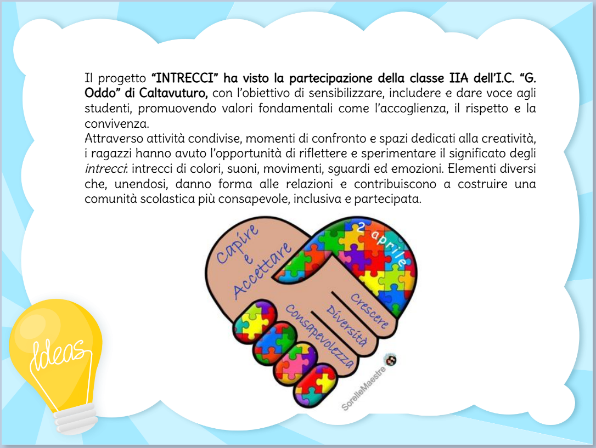 Il progetto “INTRECCI” ha visto la partecipazione della classe IIA dell’I.C. “G.
Oddo” di Caltavuturo, con l’obiettivo di sensibilizzare, includere e dare voce agli
studenti, promuovendo valori fondamentali come l’accoglienza, il rispetto e la
convivenza.
Attraverso attività condivise, momenti di confronto e spazi dedicati alla creatività,
i ragazzi hanno avuto l’opportunità di riflettere e sperimentare il significato degli
intrecci: intrecci di colori, suoni, movimenti, sguardi ed emozioni. Elementi diversi
che, unendosi, danno forma alle relazioni e contribuiscono a costruire una
comunità scolastica più consapevole, inclusiva e partecipata.
Capire
e
Accettare
2 aprile
Crescere
Diversità
Consapevolezza
SorelleMaestre
Ideas